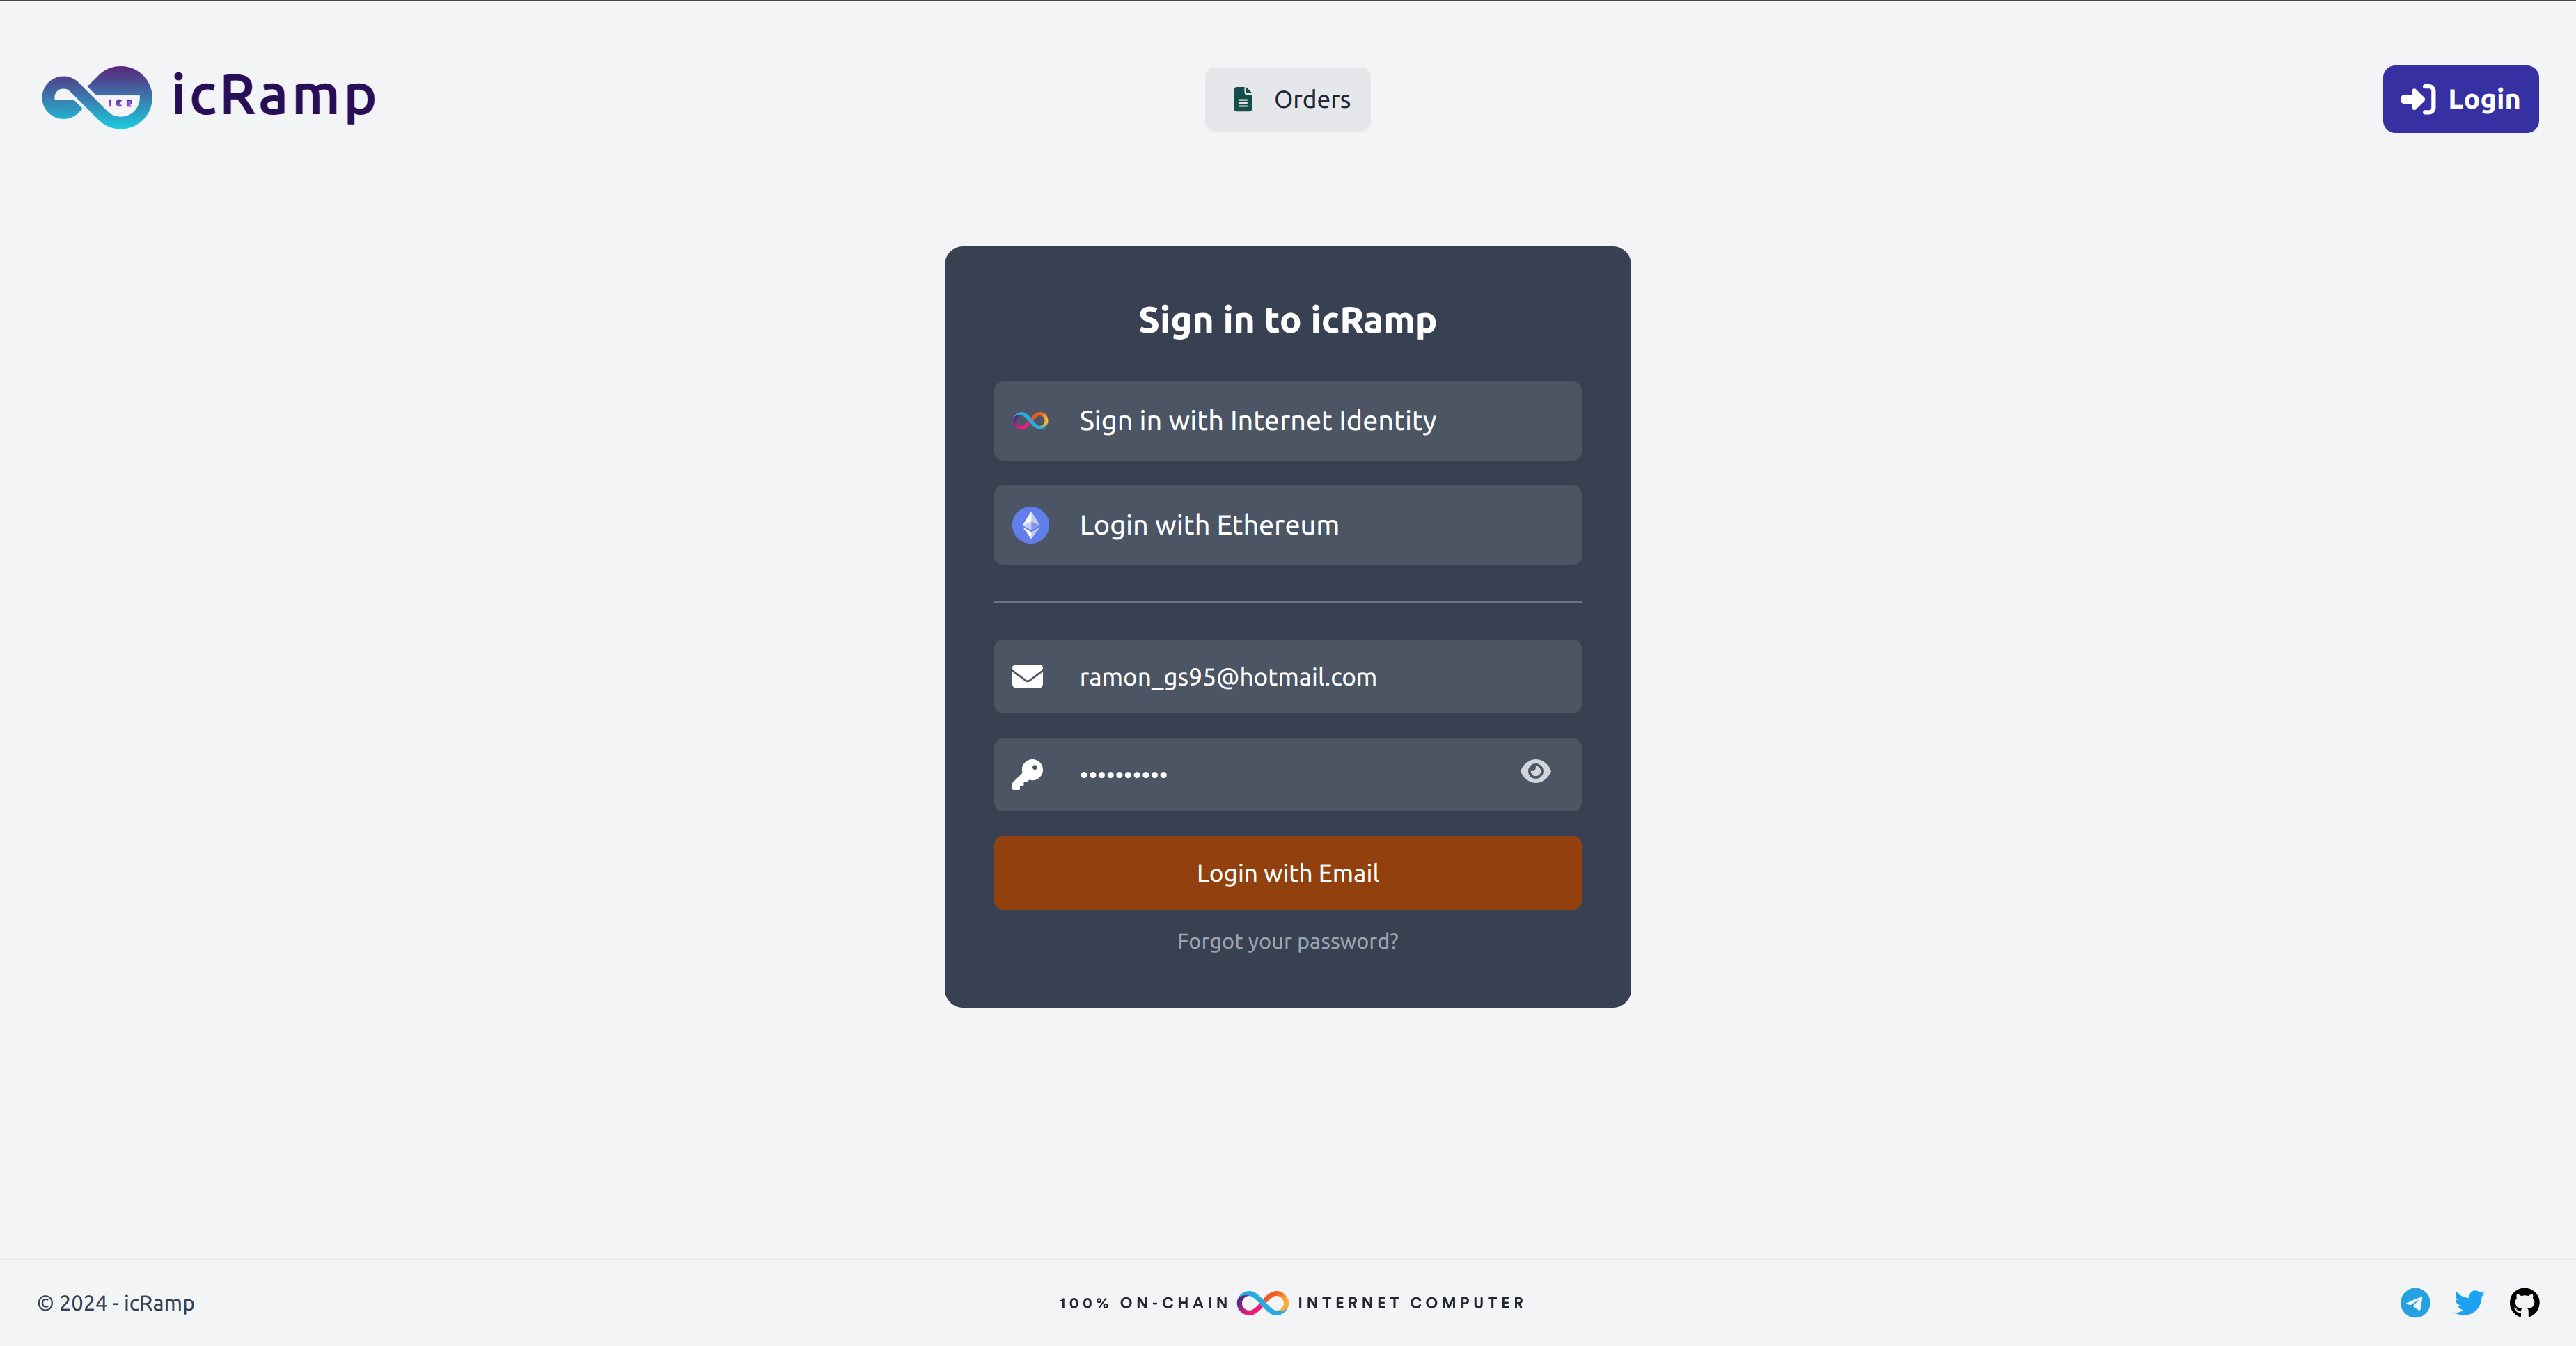 ICR icRamp
Orders
Login
Sign in to icRamp
Sign in with Internet Identity
Login with Ethereum
ramon_gs95@hotmail.com
••••••••••
Login with Email
Forgot your password?
© 2024 - icRamp
100% ON-CHAIN INTERNET COMPUTER